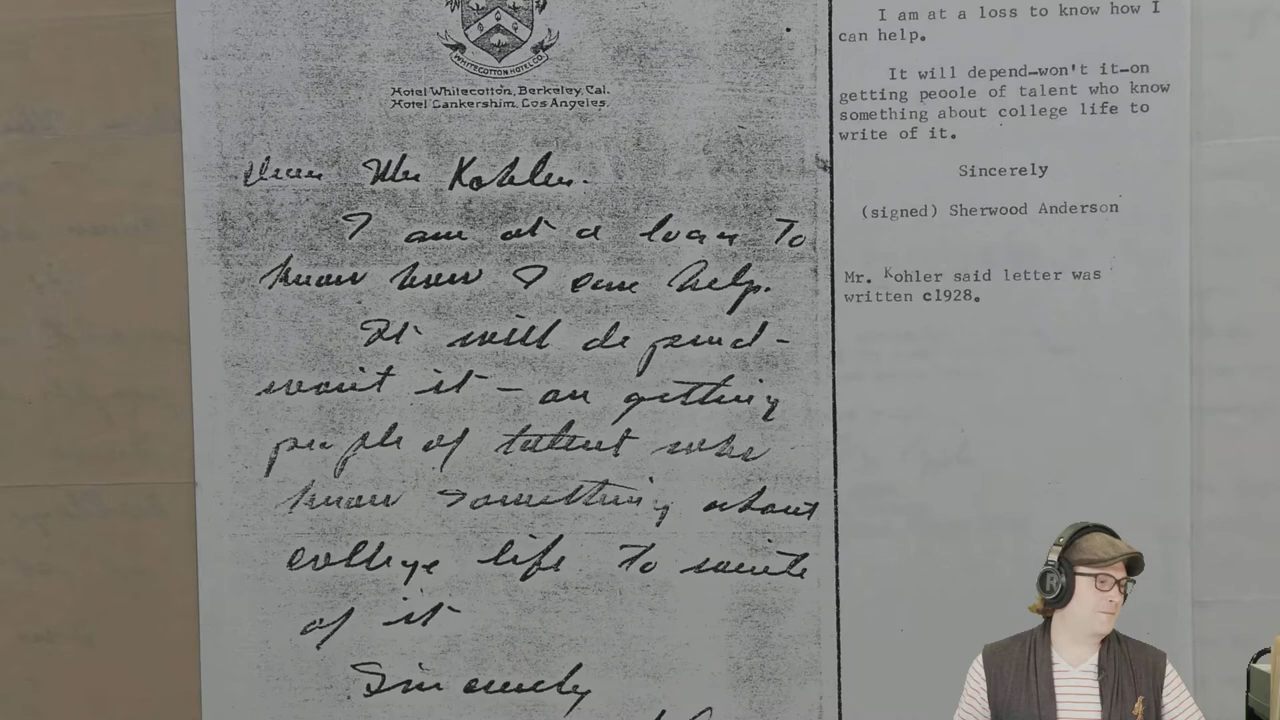 WHITECOTTON HOTEL CO.
Hotel Whitecotton, Berkeley, Cal.
Hotel Lankershim, Los Angeles.
Dear Mr Kohler.
I am at a loss to
know how I can help.
It will depend-
won't it - on getting
people of talent who
know something about
college life to write
of it
Sincerely
I am at a loss to know how I
can help.
It will depend-won't it-on
getting peoole of talent who know
something about college life to
write of it.
Sincerely
(signed) Sherwood Anderson
Mr. Kohler said letter was
written c1928.